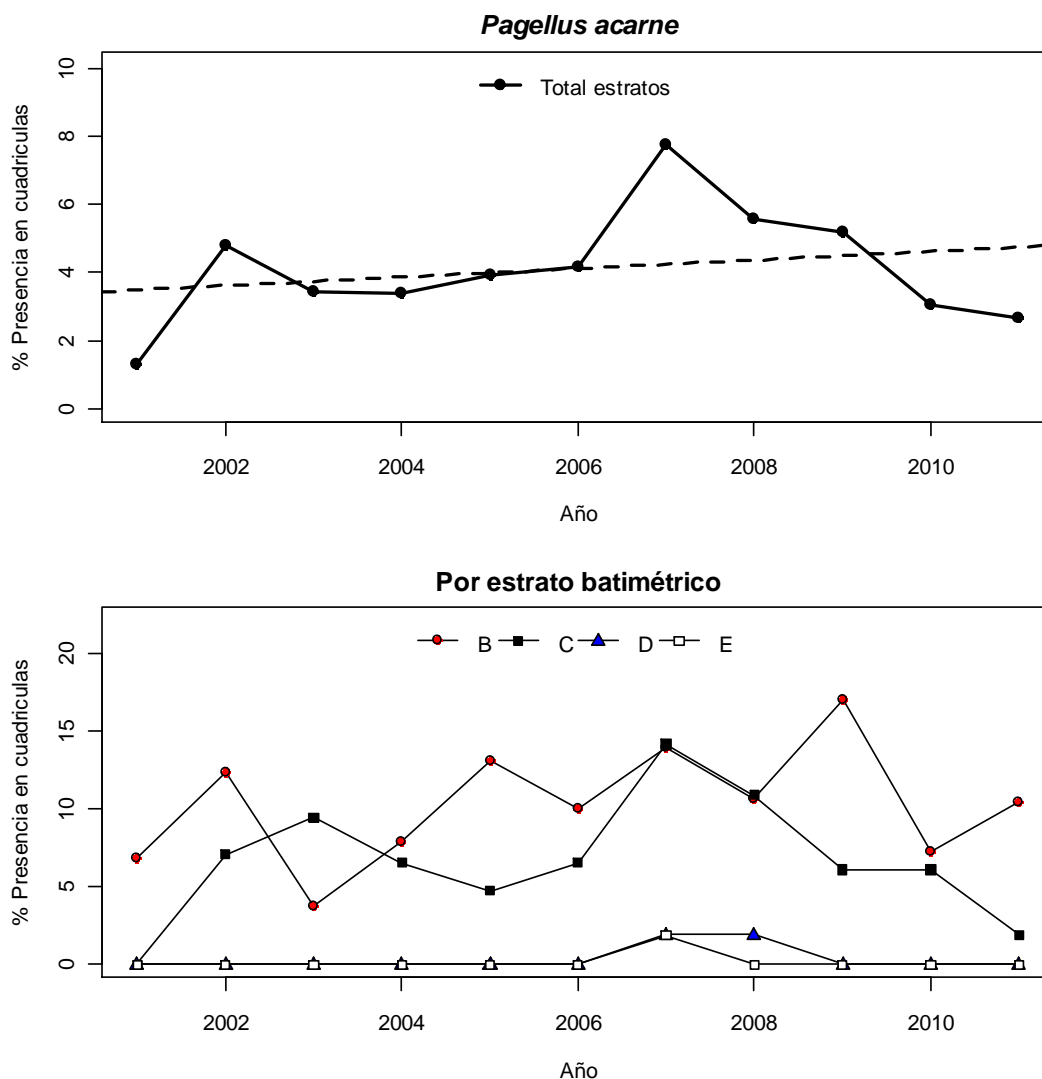 Pagellus acarne
Total estratos
% Presencia en cuadriculas
10
8
6
4
2
0
2002 2004 2006 2008 2010
Año
Por estrato batimétrico
B C D E
% Presencia en cuadriculas
20
15
10
5
0
2002 2004 2006 2008 2010
Año